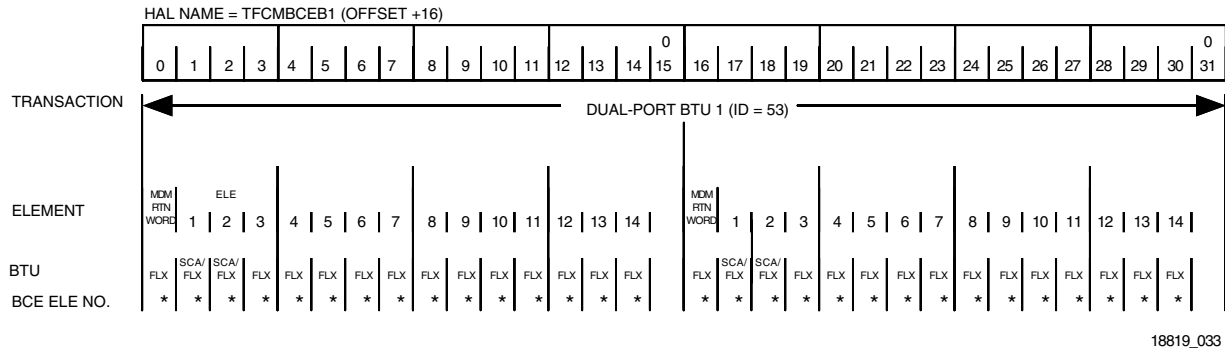 HAL NAME = TFCMBCEB1 (OFFSET +16)
0 0
0 1 2 3 4 5 6 7 8 9 10 11 12 13 14 15 16 17 18 19 20 21 22 23 24 25 26 27 28 29 30 31
TRANSACTION DUAL-PORT BTU 1 (ID = 53)
MDM ELE MDM
RTN RTN
ELEMENT WORD 1 2 3 4 5 6 7 8 9 10 11 12 13 14 WORD 1 2 3 4 5 6 7 8 9 10 11 12 13 14
SCA/ SCA/ SCA/ SCA/
BTU FLX FLX FLX FLX FLX FLX FLX FLX FLX FLX FLX FLX FLX FLX FLX FLX FLX FLX FLX FLX FLX FLX FLX FLX FLX FLX FLX FLX FLX FLX
BCE ELE NO. * * * * * * * * * * * * * * * * * * * * * * * * * * * * * *
18819_033